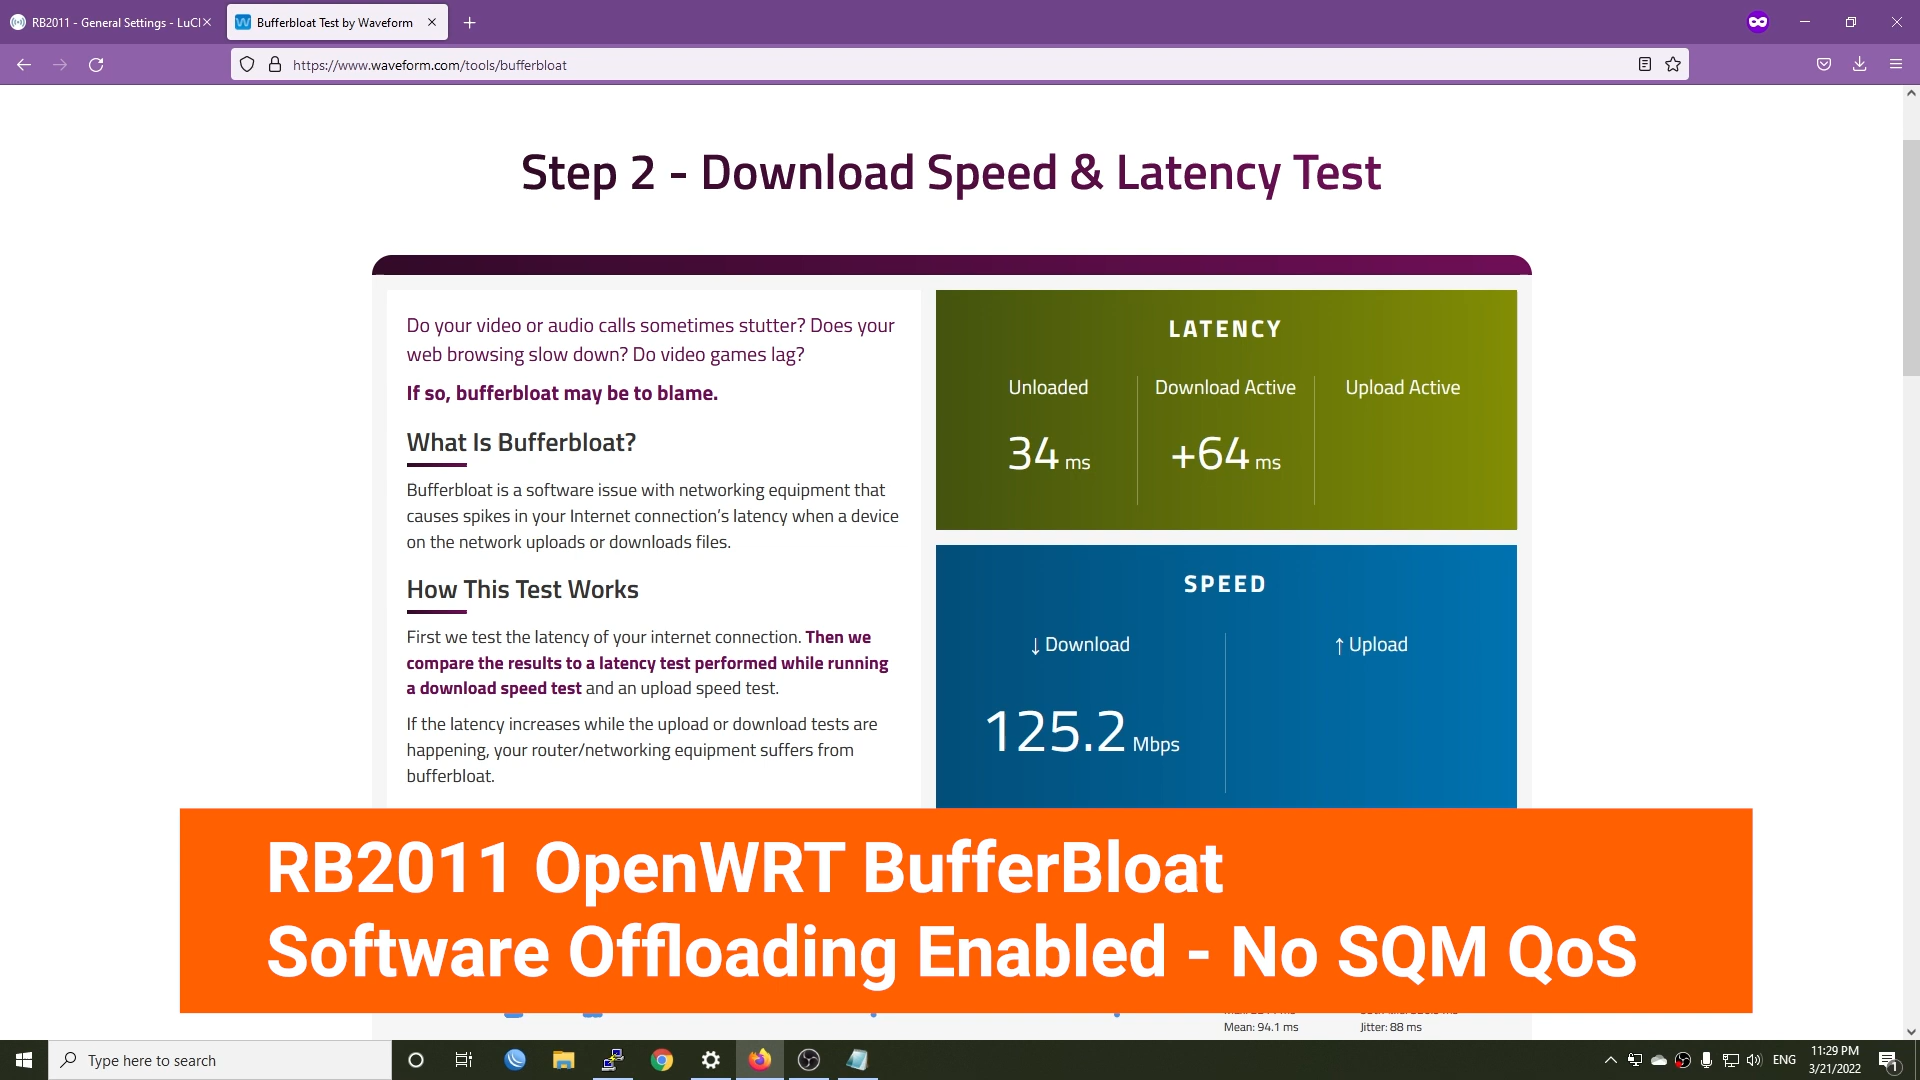 RB2011 - General Settings - LuCI
Bufferbloat Test by Waveform
https://www.waveform.com/tools/bufferbloat
Step 2 - Download Speed & Latency Test
Do your video or audio calls sometimes stutter? Does your
web browsing slow down? Do video games lag?
If so, bufferbloat may be to blame.
What Is Bufferbloat?
Bufferbloat is a software issue with networking equipment that
causes spikes in your Internet connection's latency when a device
on the network uploads or downloads files.
How This Test Works
First we test the latency of your internet connection. Then we
compare the results to a latency test performed while running
a download speed test and an upload speed test.
If the latency increases while the upload or download tests are
happening, your router/networking equipment suffers from
bufferbloat.
LATENCY
Unloaded
Download Active
Upload Active
34 ms
+64 ms
SPEED
↓ Download
↑ Upload
125.2 Mbps
RB2011 OpenWRT BufferBloat
Software Offloading Enabled - No SQM QoS
Mean: 94.1 ms
Jitter: 88 ms
Type here to search
ENG
11:29 PM
3/21/2022
1